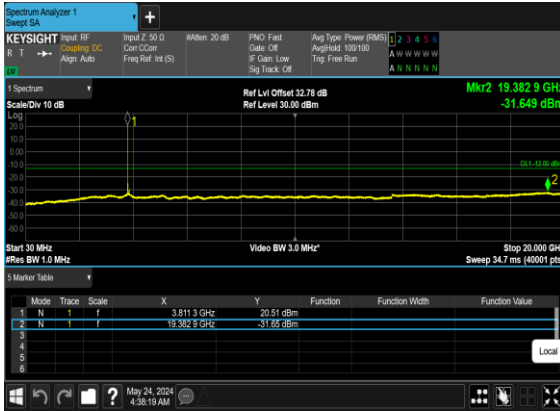 Spectrum Analyzer 1
Swept SA
+
KEYSIGHT
R T
LV
Input: RF
Coupling: DC
Align: Auto
Input Z: 50 Ω
Corr CCorr
Freq Ref: Int (S)
#Atten: 20 dB
PNO: Fast
Gate: Off
IF Gain: Low
Sig Track: Off
Avg Type: Power (RMS)
Avg|Hold: 100/100
Trig: Free Run
1 2 3 4 5 6
A W W W W W
A N N N N N
1 Spectrum
Scale/Div 10 dB
Ref Lvl Offset 32.78 dB
Ref Level 30.00 dBm
Mkr2 19.382 9 GHz
-31.649 dBm
Log
20.0
10.0
0.00
-10.0
-20.0
-30.0
-40.0
-50.0
-60.0
1
DL1 -13.00 dBm
2
Start 30 MHz
#Res BW 1.0 MHz
Video BW 3.0 MHz*
Stop 20.000 GH
Sweep 34.7 ms (40001 pts
5 Marker Table
Mode Trace Scale X Y Function Function Width Function Value
1 N 1 f 3.811 3 GHz 20.51 dBm
2 N 1 f 19.382 9 GHz -31.65 dBm
3
4
5
6
Local
?
May 24, 2024
4:38:19 AM